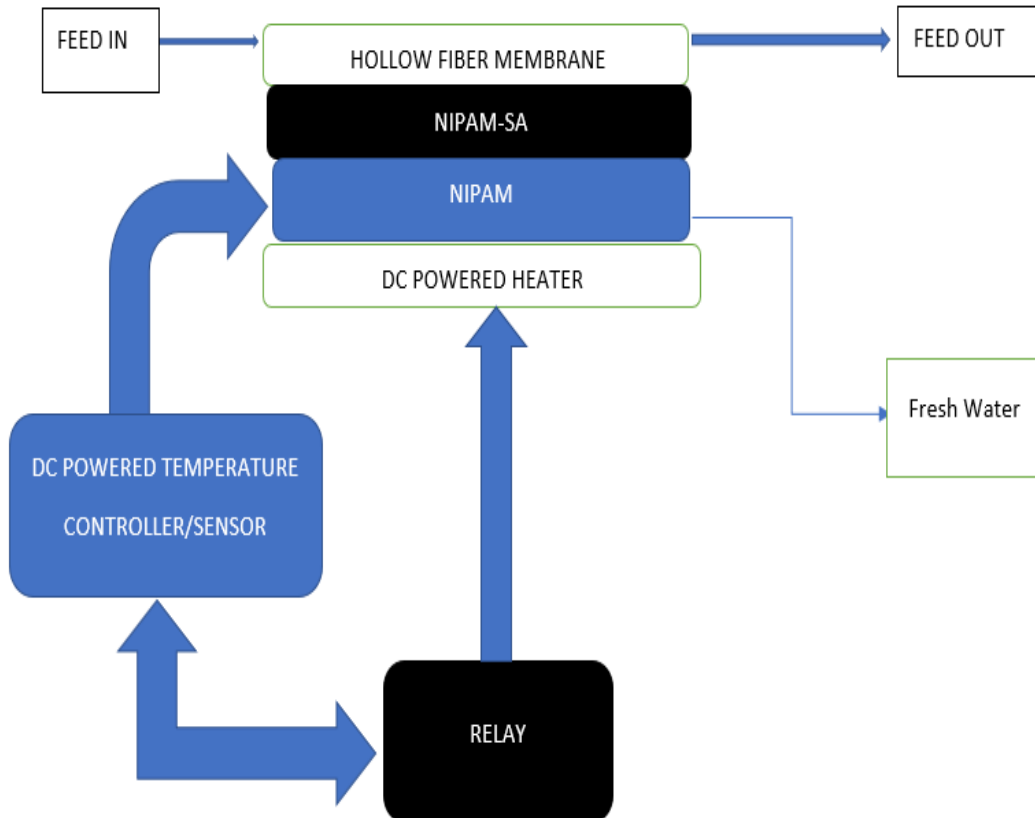 FEED IN
FEED OUT
HOLLOW FIBER MEMBRANE
NIPAM-SA
NIPAM
DC POWERED HEATER
Fresh Water
DC POWERED TEMPERATURE
CONTROLLER/SENSOR
RELAY